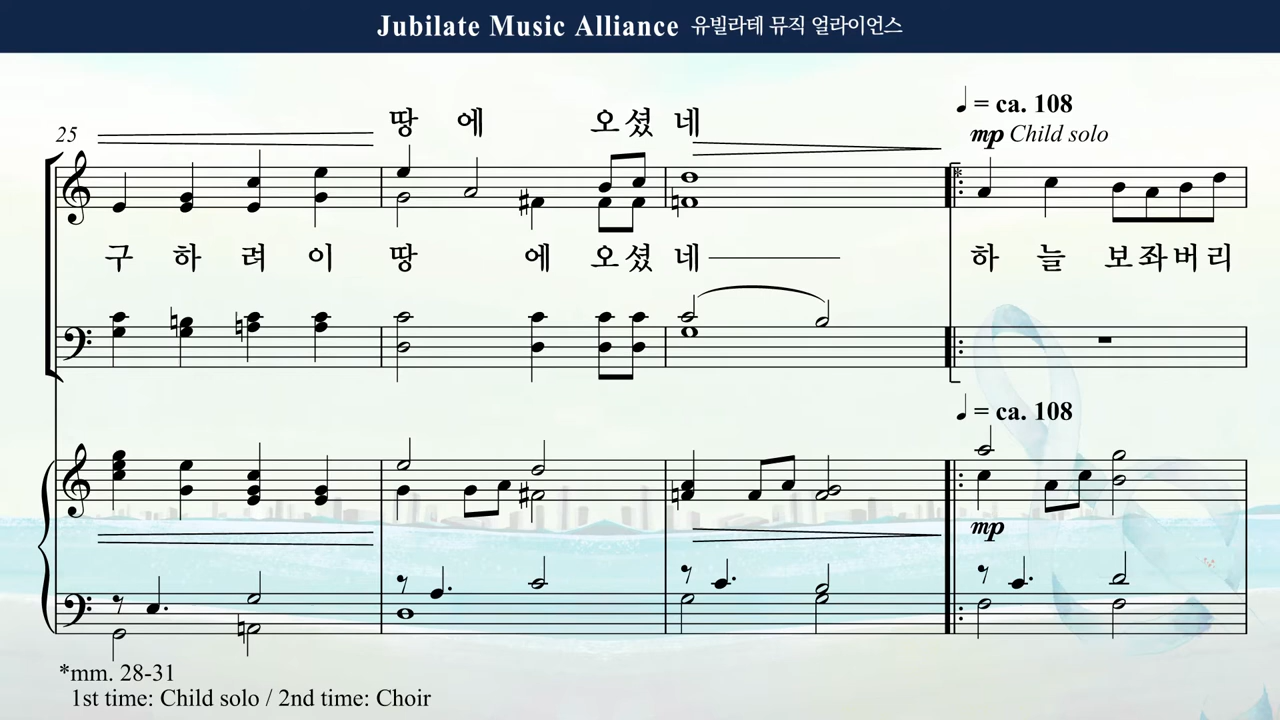 Jubilate Music Alliance 유빌라테 뮤직 얼라이언스
♩ = ca. 108
땅 에 오 셨 네
25
mp Child solo
*
구 하 려 이 땅 에 오 셨 네 하 늘 보 좌 버 리
♩ = ca. 108
mp
*mm. 28-31
1st time: Child solo / 2nd time: Choir